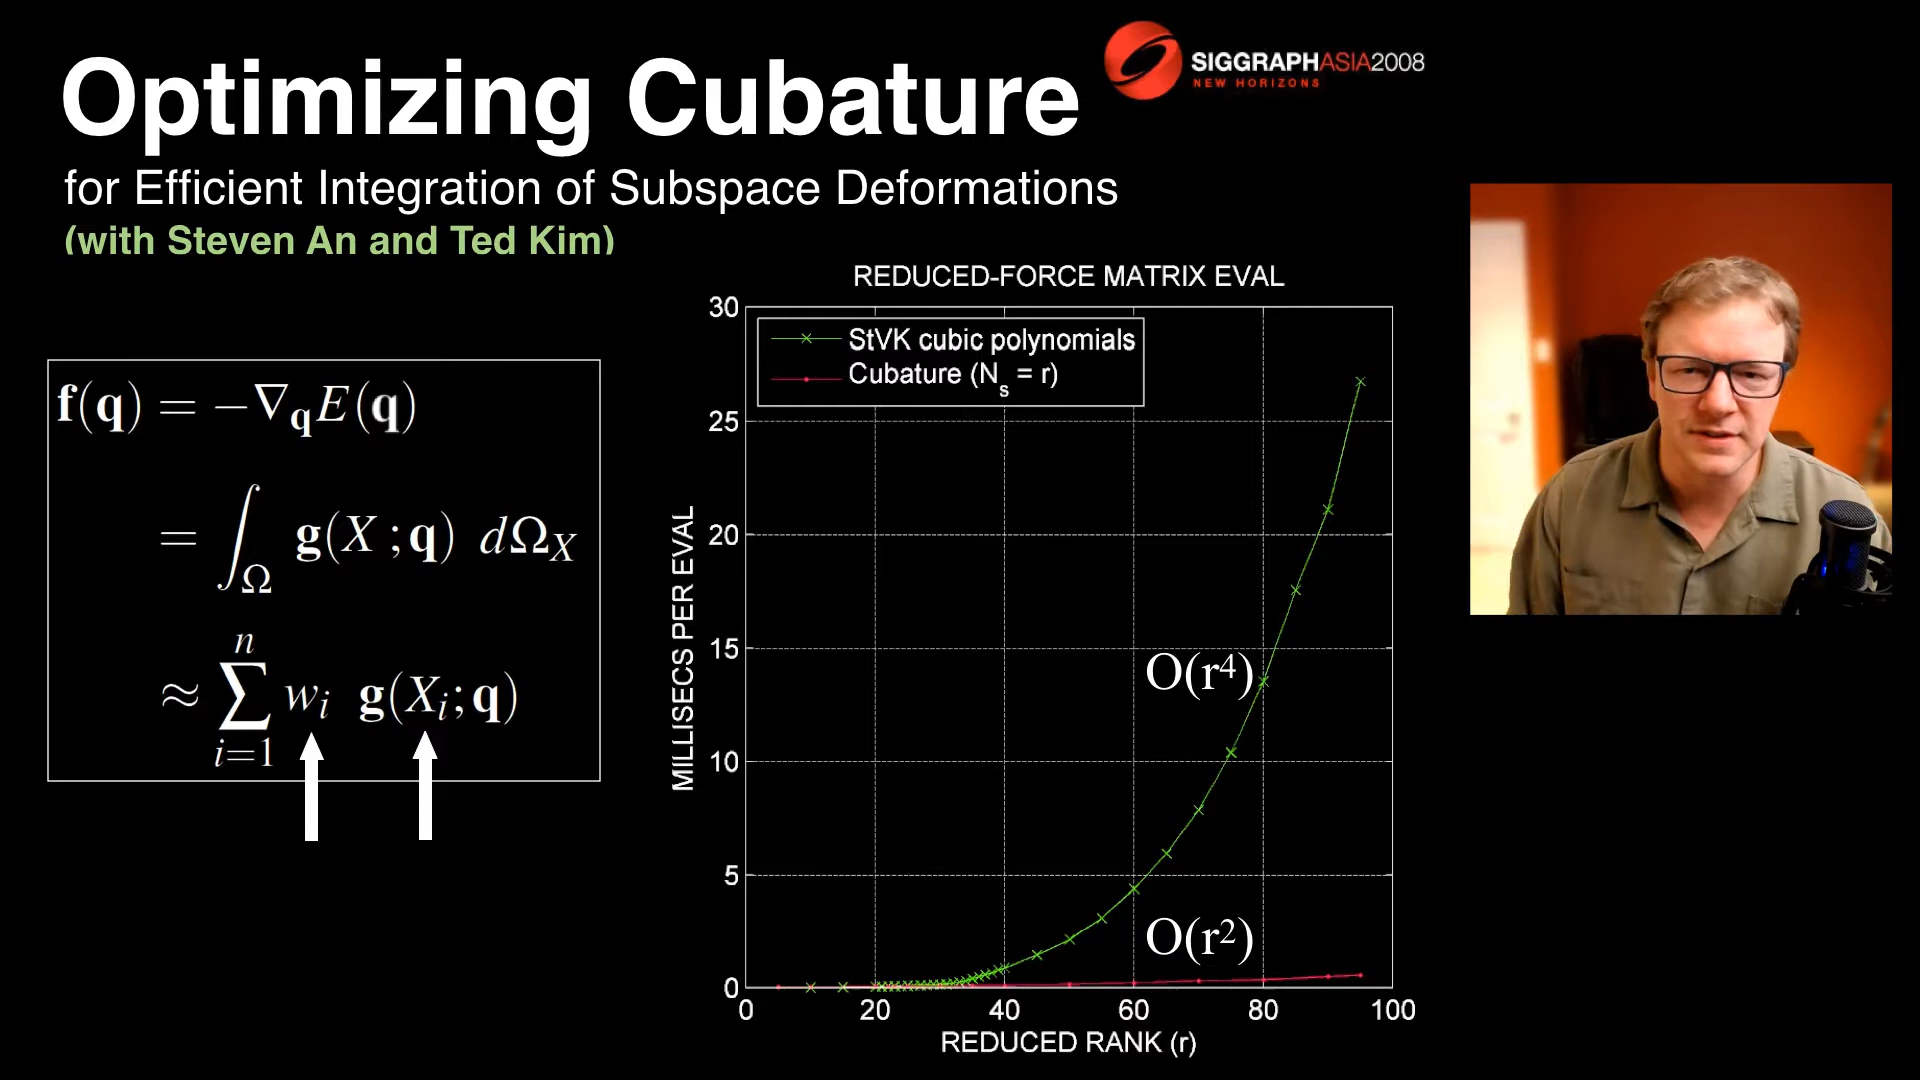 Optimizing Cubature
SIGGRAPHASIA2008
NEW HORIZONS
for Efficient Integration of Subspace Deformations
(with Steven An and Ted Kim)
f(q) = −∇qE(q)
= ∫Ω g(X ; q) dΩX
≈ ∑ni=1 wi g(Xi; q)
REDUCED-FORCE MATRIX EVAL
StVK cubic polynomials
Cubature (Ns = r)
MILLISECS PER EVAL
30
25
20
15
10
5
0
O(r⁴)
O(r²)
0 20 40 60 80 100
REDUCED RANK (r)